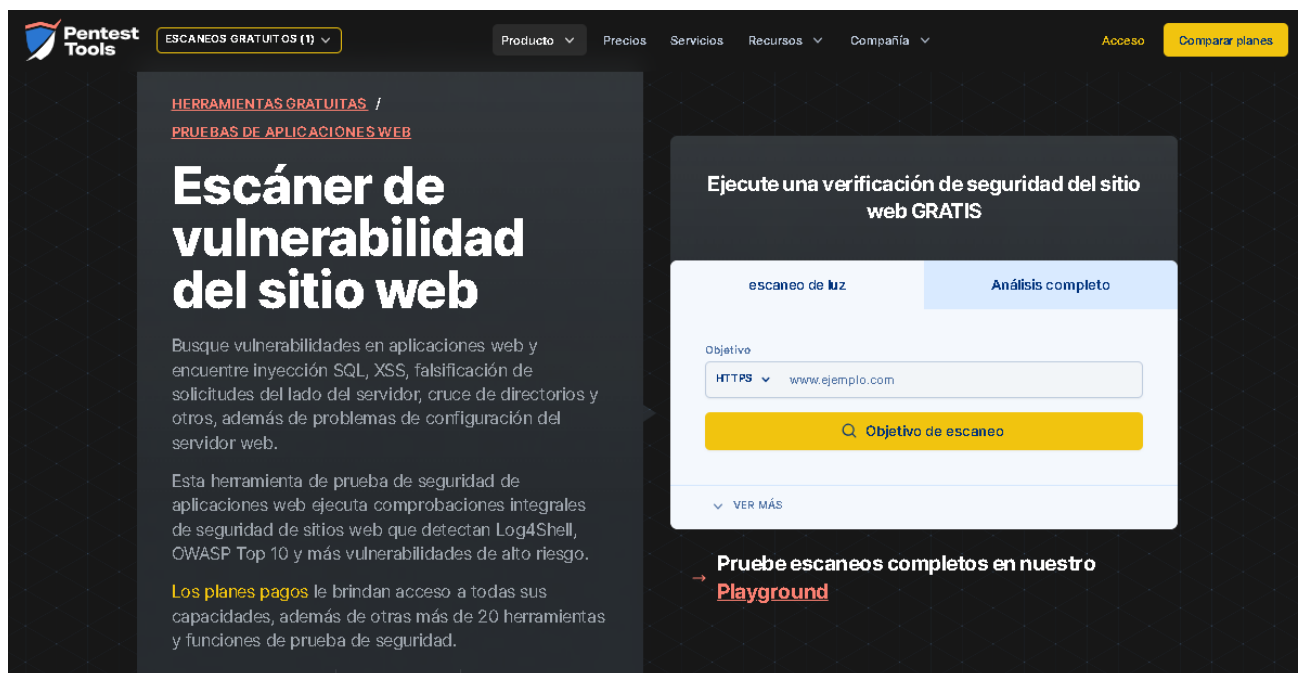 Pentest
Tools
ESCANEOS GRATUITOS (1)
Producto
Precios
Servicios
Recursos
Compañía
Acceso
Comparar planes
HERRAMIENTAS GRATUITAS /
PRUEBAS DE APLICACIONES WEB
Escáner de
vulnerabilidad
del sitio web
Busque vulnerabilidades en aplicaciones web y
encuentre inyección SQL, XSS, falsificación de
solicitudes del lado del servidor, cruce de directorios y
otros, además de problemas de configuración del
servidor web.
Esta herramienta de prueba de seguridad de
aplicaciones web ejecuta comprobaciones integrales
de seguridad de sitios web que detectan Log4Shell,
OWASP Top 10 y más vulnerabilidades de alto riesgo.
Los planes pagos le brindan acceso a todas sus
capacidades, además de otras más de 20 herramientas
y funciones de prueba de seguridad.
Ejecute una verificación de seguridad del sitio
web GRATIS
escaneo de luz
Análisis completo
Objetivo
HTTPS
www.ejemplo.com
Objetivo de escaneo
VER MÁS
→ Pruebe escaneos completos en nuestro
Playground